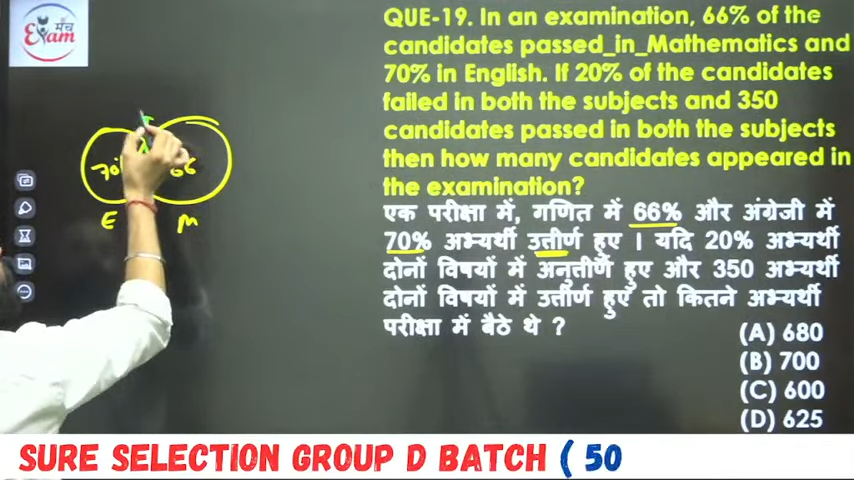 मंच
Exam
QUE-19. In an examination, 66% of the
candidates passed_in_Mathematics and
70% in English. If 20% of the candidates
failed in both the subjects and 350
candidates passed in both the subjects
then how many candidates appeared in
the examination?
एक परीक्षा में, गणित में 66% और अंग्रेजी में
70% अभ्यर्थी उत्तीर्ण हुए । यदि 20% अभ्यर्थी
दोनों विषयों में अनुत्तीर्ण हुए और 350 अभ्यर्थी
दोनों विषयों में उत्तीर्ण हुए तो कितने अभ्यर्थी
परीक्षा में बैठे थे ?
(A) 680
(B) 700
(C) 600
(D) 625
70
E M
SURE SELECTION GROUP D BATCH ( 50